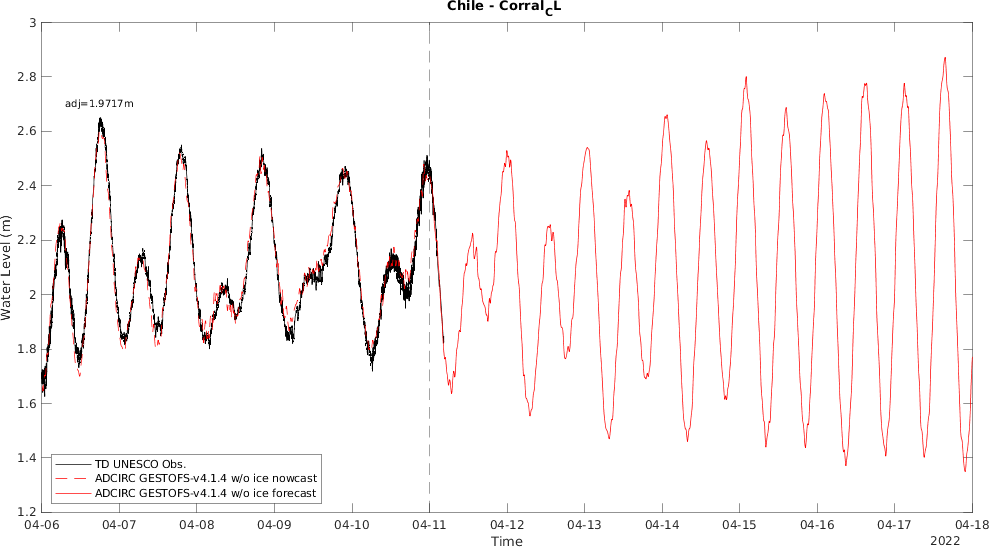 Chile - Corral_CL
3
2.8
adj=1.9717m
2.6
2.4
2.2
Water Level (m)
2
1.8
1.6
1.4
1.2
TD UNESCO Obs.
ADCIRC GESTOFS-v4.1.4 w/o ice nowcast
ADCIRC GESTOFS-v4.1.4 w/o ice forecast
04-06 04-07 04-08 04-09 04-10 04-11 04-12 04-13 04-14 04-15 04-16 04-17 04-18
Time
2022